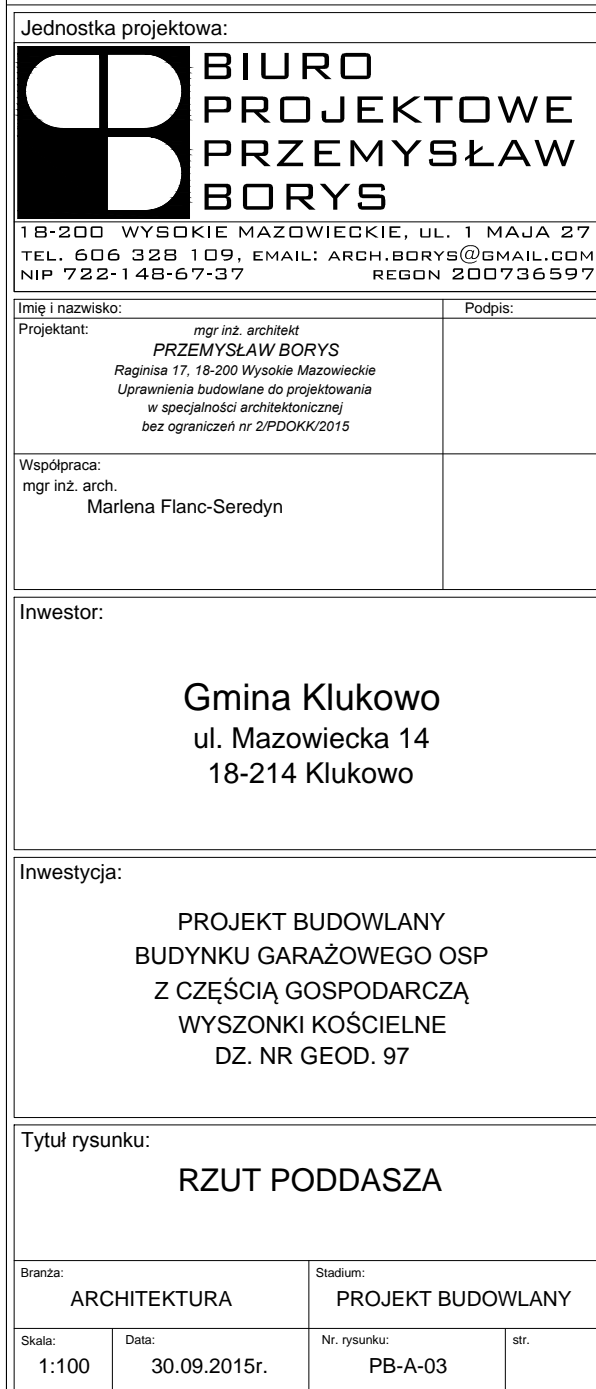 Jednostka projektowa:
BIURO
PROJEKTOWE
PRZEMYSŁAW
BORYS
18-200 WYSOKIE MAZOWIECKIE, UL. 1 MAJA 27
TEL. 606 328 109, EMAIL: ARCH.BORYS@GMAIL.COM
NIP 722-148-67-37 REGON 200736597
Imię i nazwisko: Podpis:
Projektant: mgr inż. architekt
PRZEMYSŁAW BORYS
Raginisa 17, 18-200 Wysokie Mazowieckie
Uprawnienia budowlane do projektowania
w specjalności architektonicznej
bez ograniczeń nr 2/PDOKK/2015
Współpraca:
mgr inż. arch.
Marlena Flanc-Seredyn
Inwestor:
Gmina Klukowo
ul. Mazowiecka 14
18-214 Klukowo
Inwestycja:
PROJEKT BUDOWLANY
BUDYNKU GARAŻOWEGO OSP
Z CZĘŚCIĄ GOSPODARCZĄ
WYSZONKI KOŚCIELNE
DZ. NR GEOD. 97
Tytuł rysunku:
RZUT PODDASZA
Branża: Stadium:
ARCHITEKTURA PROJEKT BUDOWLANY
Skala: Data: Nr. rysunku: str.
1:100 30.09.2015r. PB-A-03